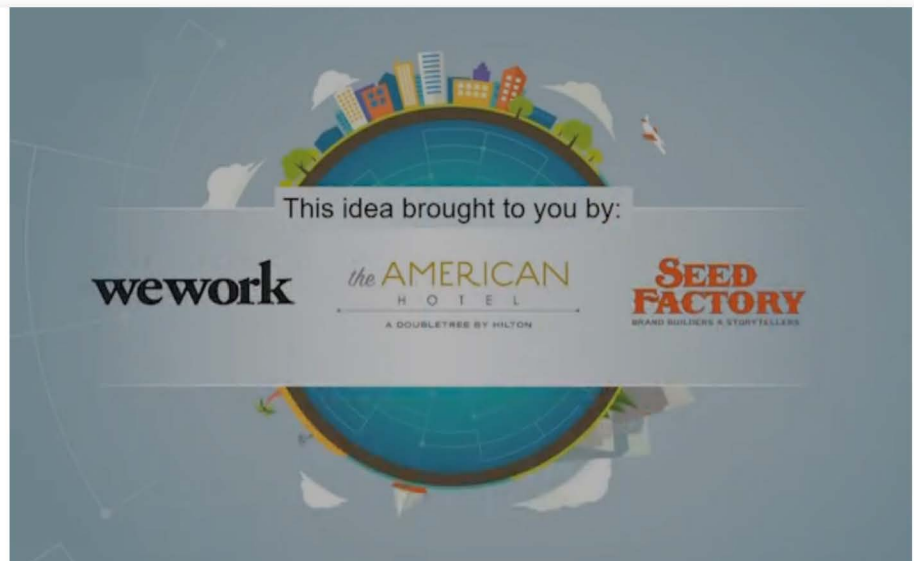 This idea brought to you by:
wework
the AMERICAN
HOTEL
A DOUBLETREE BY HILTON
SEED
FACTORY
BRAND BUILDERS & STORYTELLERS